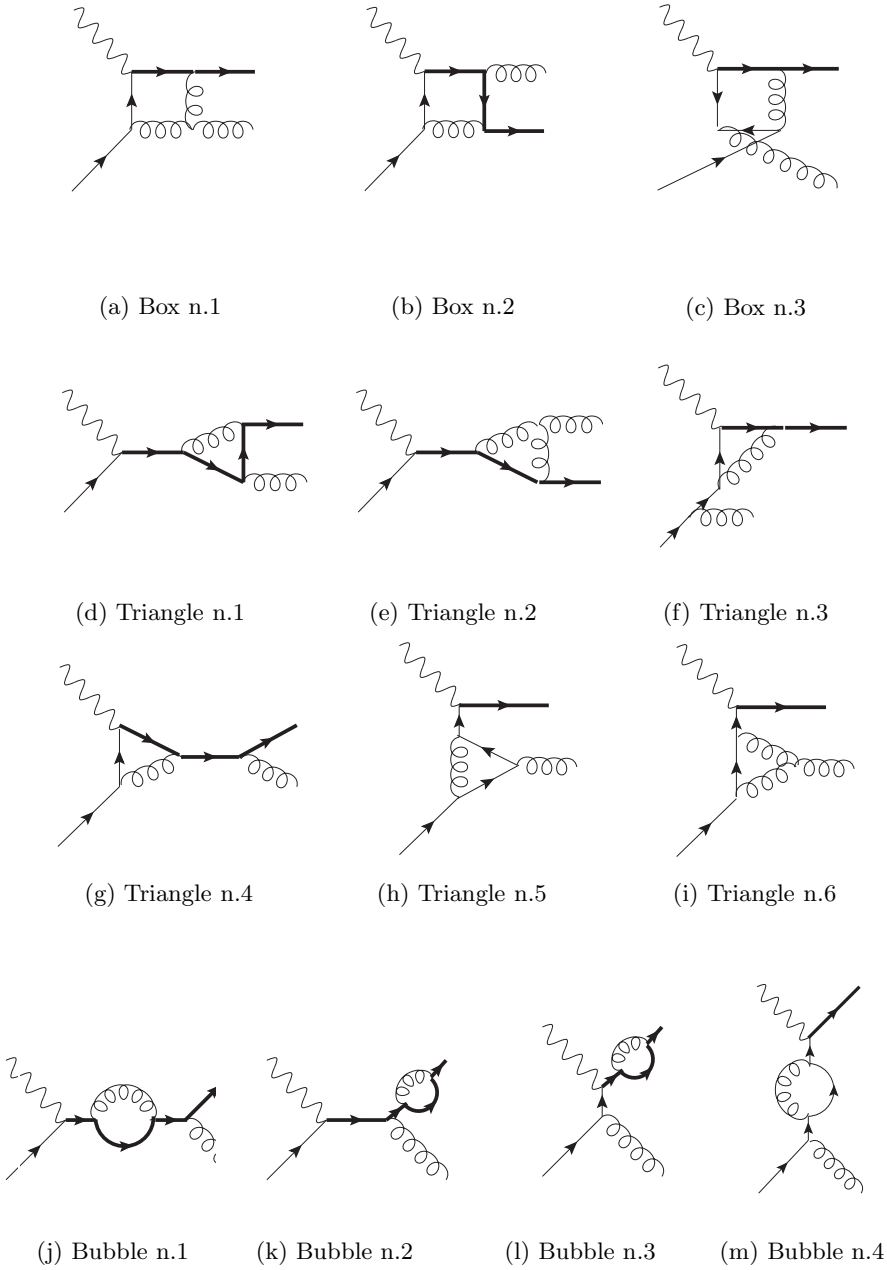 (a) Box n.1
(b) Box n.2
(c) Box n.3
(d) Triangle n.1
(e) Triangle n.2
(f) Triangle n.3
(g) Triangle n.4
(h) Triangle n.5
(i) Triangle n.6
(j) Bubble n.1
(k) Bubble n.2
(l) Bubble n.3
(m) Bubble n.4